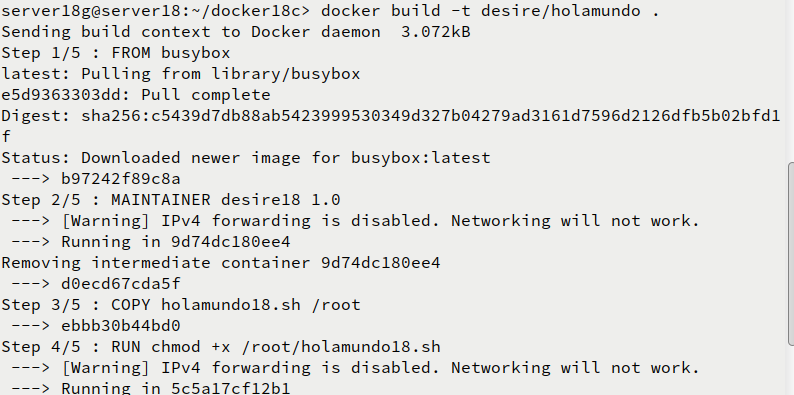 server18g@server18:~/docker18c> docker build -t desire/holamundo .
Sending build context to Docker daemon  3.072kB
Step 1/5 : FROM busybox
latest: Pulling from library/busybox
e5d9363303dd: Pull complete
Digest: sha256:c5439d7db88ab5423999530349d327b04279ad3161d7596d2126dfb5b02bfd1
f
Status: Downloaded newer image for busybox:latest
 ---> b97242f89c8a
Step 2/5 : MAINTAINER desire18 1.0
 ---> [Warning] IPv4 forwarding is disabled. Networking will not work.
 ---> Running in 9d74dc180ee4
Removing intermediate container 9d74dc180ee4
 ---> d0ecd67cda5f
Step 3/5 : COPY holamundo18.sh /root
 ---> ebbb30b44bd0
Step 4/5 : RUN chmod +x /root/holamundo18.sh
 ---> [Warning] IPv4 forwarding is disabled. Networking will not work.
 ---> Running in 5c5a17cf12b1